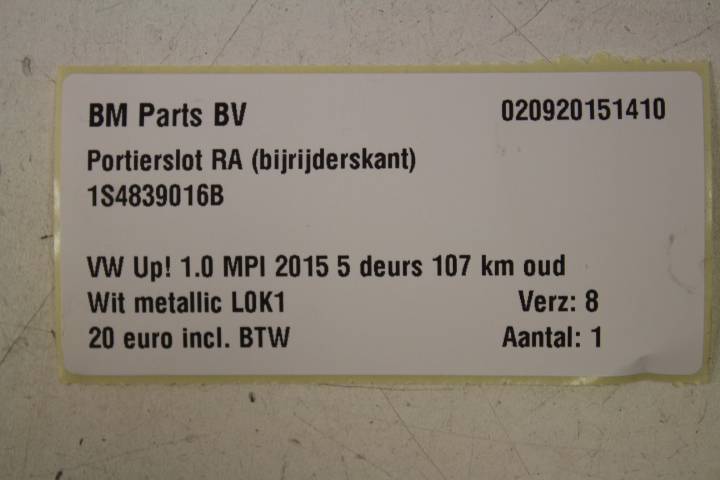 BM Parts BV 020920151410
Portierslot RA (bijrijderskant)
1S4839016B
VW Up! 1.0 MPI 2015 5 deurs 107 km oud
Wit metallic L0K1 Verz: 8
20 euro incl. BTW Aantal: 1